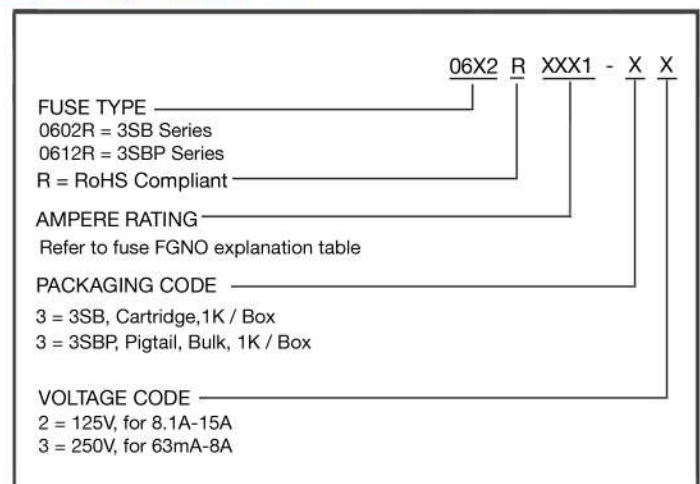 06X2 R XXX1 - X X
FUSE TYPE
0602R = 3SB Series
0612R = 3SBP Series
R = RoHS Compliant
AMPERE RATING
Refer to fuse FGNO explanation table
PACKAGING CODE
3 = 3SB, Cartridge,1K / Box
3 = 3SBP, Pigtail, Bulk, 1K / Box
VOLTAGE CODE
2 = 125V, for 8.1A-15A
3 = 250V, for 63mA-8A